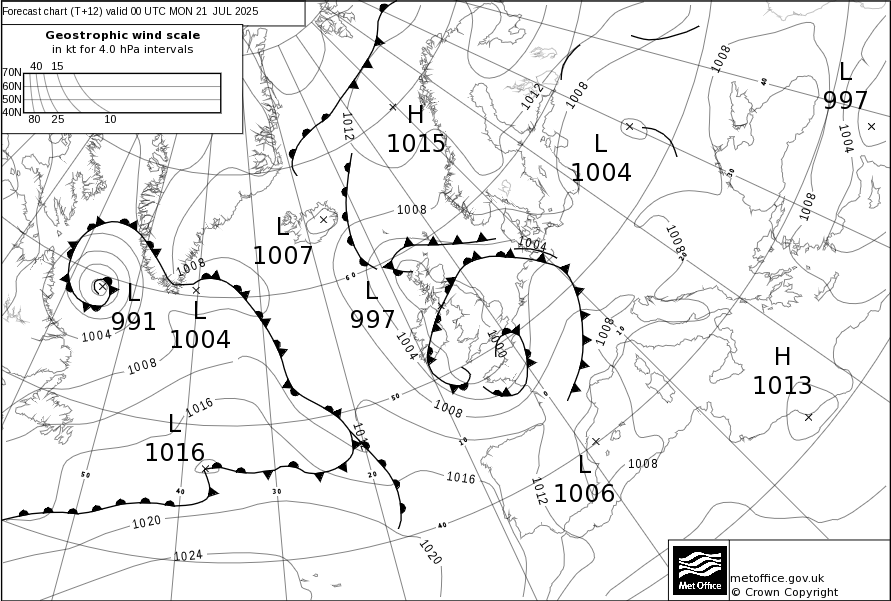 Forecast chart (T+12) valid 00 UTC MON 21 JUL 2025
Geostrophic wind scale
in kt for 4.0 hPa intervals
40 15
70N
60N
50N
40N
80 25 10
1008
L
997
40
1012
1008
H
1015
1012
1004
L
1004
30
1008
1008
L
1007
1004
1008
20
1008
60
L
991
L
1004
L
997
1004
1004
1000
1008
10
H
1013
1008
1016
50
0
1008
L
1016
10
50
40
30
20
1016
L
1006
1008
1012
1020
40
1024
1020
Met Office
metoffice.gov.uk
© Crown Copyright